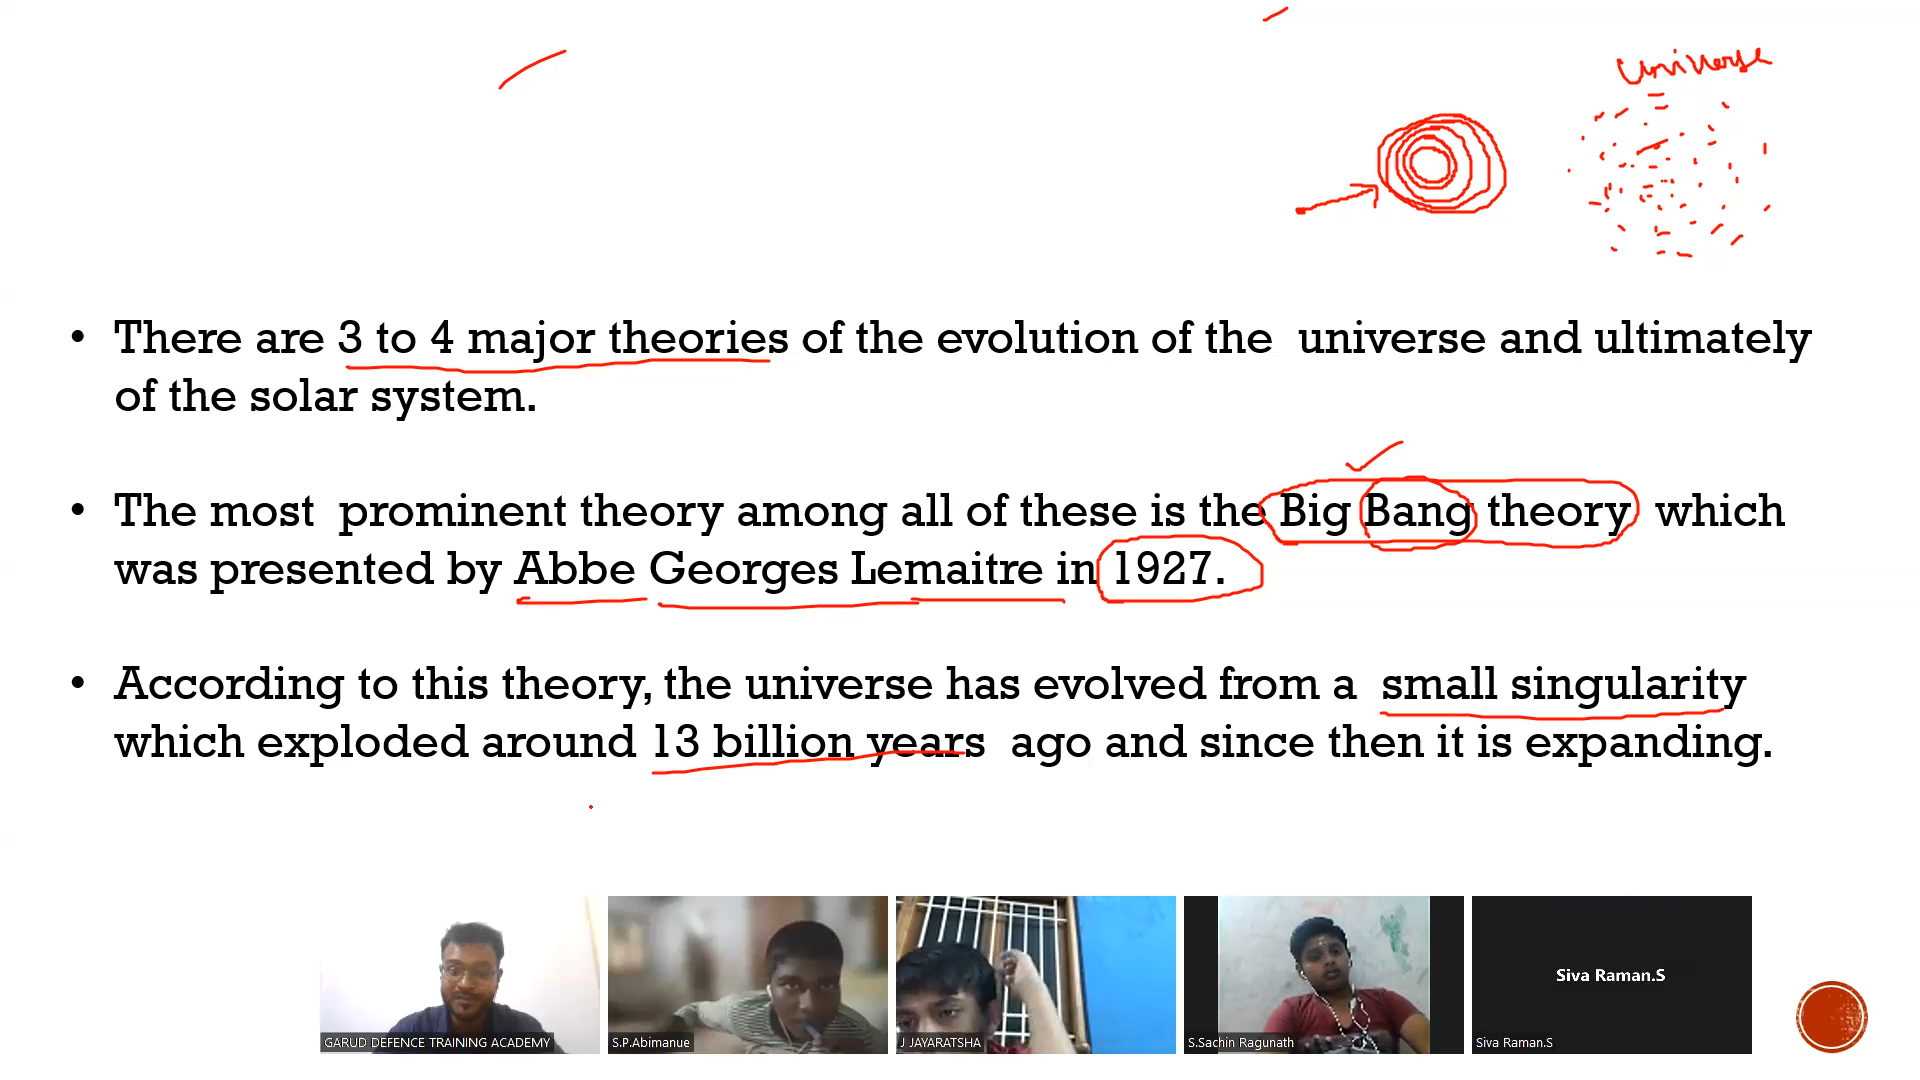 universe
• There are 3 to 4 major theories of the evolution of the universe and ultimately
of the solar system.
• The most prominent theory among all of these is the Big Bang theory which
was presented by Abbe Georges Lemaitre in 1927.
• According to this theory, the universe has evolved from a small singularity
which exploded around 13 billion years ago and since then it is expanding.
Siva Raman.S
GARUD DEFENCE TRAINING ACADEMY
S.P.Abimanue
J JAYARATSHA
S.Sachin Ragunath
Siva Raman.S